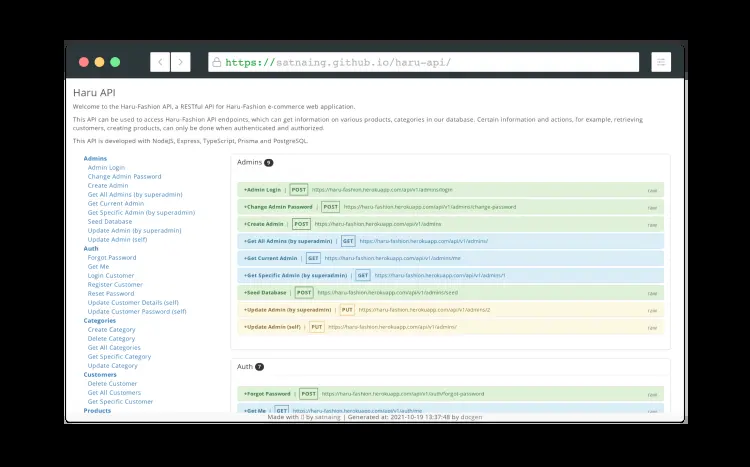 https://satnaing.github.io/haru-api/
Haru API
Welcome to the Haru-Fashion API, a RESTful API for Haru-Fashion e-commerce web application.
This API can be used to access Haru-Fashion API endpoints, which can get information on various products, categories in our database. Certain information and actions, for example, retrieving
customers, creating products, can only be done when authenticated and authorized.
This API is developed with NodeJS, Express, TypeScript, Prisma and PostgreSQL.
Admins
Admin Login
Change Admin Password
Create Admin
Get All Admins (by superadmin)
Get Current Admin
Get Specific Admin (by superadmin)
Seed Database
Update Admin (by superadmin)
Update Admin (self)
Auth
Forgot Password
Get Me
Login Customer
Register Customer
Reset Password
Update Customer Details (self)
Update Customer Password (self)
Categories
Create Category
Delete Category
Get All Categories
Get Specific Category
Update Category
Customers
Delete Customer
Get All Customers
Get Specific Customer
Products
Admins 9
+Admin Login | POST https://haru-fashion.herokuapp.com/api/v1/admins/login raw
+Change Admin Password | POST https://haru-fashion.herokuapp.com/api/v1/admins/change-password raw
+Create Admin | POST https://haru-fashion.herokuapp.com/api/v1/admins raw
+Get All Admins (by superadmin) | GET https://haru-fashion.herokuapp.com/api/v1/admins/ raw
+Get Current Admin | GET https://haru-fashion.herokuapp.com/api/v1/admins/me raw
+Get Specific Admin (by superadmin) | GET https://haru-fashion.herokuapp.com/api/v1/admins/1 raw
+Seed Database | POST https://haru-fashion.herokuapp.com/api/v1/admins/seed raw
+Update Admin (by superadmin) | PUT https://haru-fashion.herokuapp.com/api/v1/admins/2 raw
+Update Admin (self) | PUT https://haru-fashion.herokuapp.com/api/v1/admins/ raw
Auth 7
+Forgot Password | POST https://haru-fashion.herokuapp.com/api/v1/auth/forgot-password raw
+Get Me | GET https://haru-fashion.herokuapp.com/api/v1/auth/me raw
Made with by satnaing | Generated at: 2021-10-19 13:37:48 by docgen